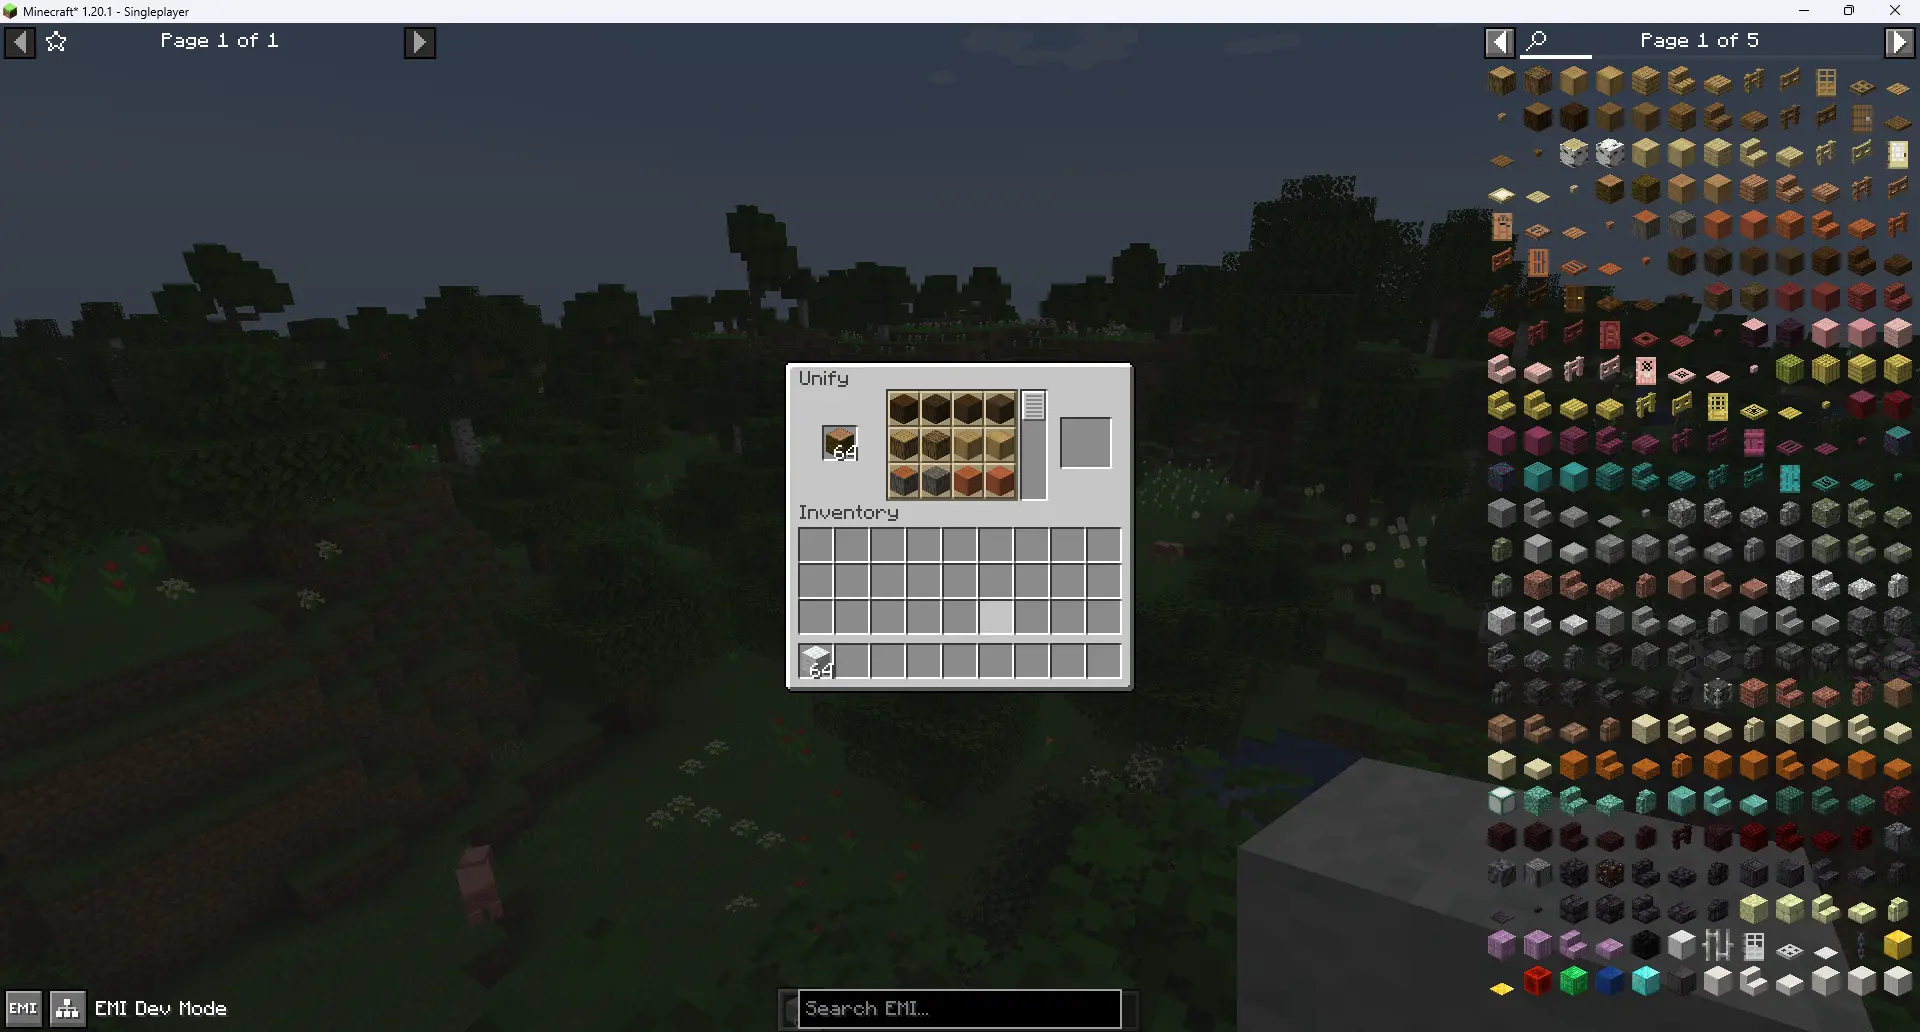 Minecraft* 1.20.1 - Singleplayer
Page 1 of 1
Page 1 of 5
Unify
64
Inventory
64
EMI
EMI Dev Mode
Search EMI...